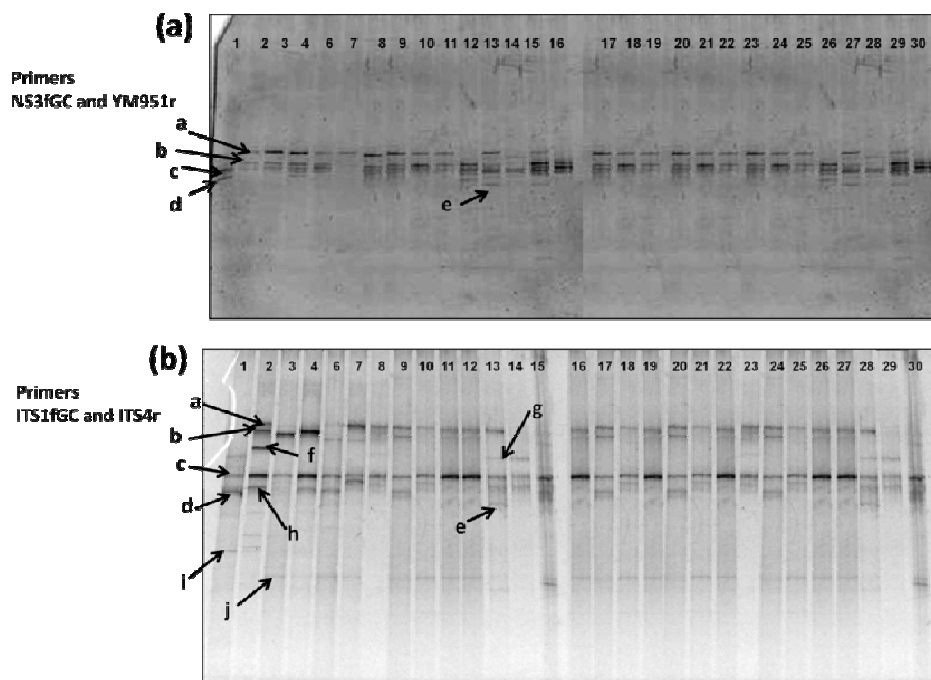 (a)
1 2 3 4 6 7 8 9 10 11 12 13 14 15 16 17 18 19 20 21 22 23 24 25 26 27 28 29 30
Primers
NS3fGC and YM951r
a
b
c
d
e
(b)
1 2 3 4 6 7 8 9 10 11 12 13 14 15 16 17 18 19 20 21 22 23 24 25 26 27 28 29 30
Primers
ITS1fGC and ITS4r
a
b
g
f
c
d
h
e
i
j